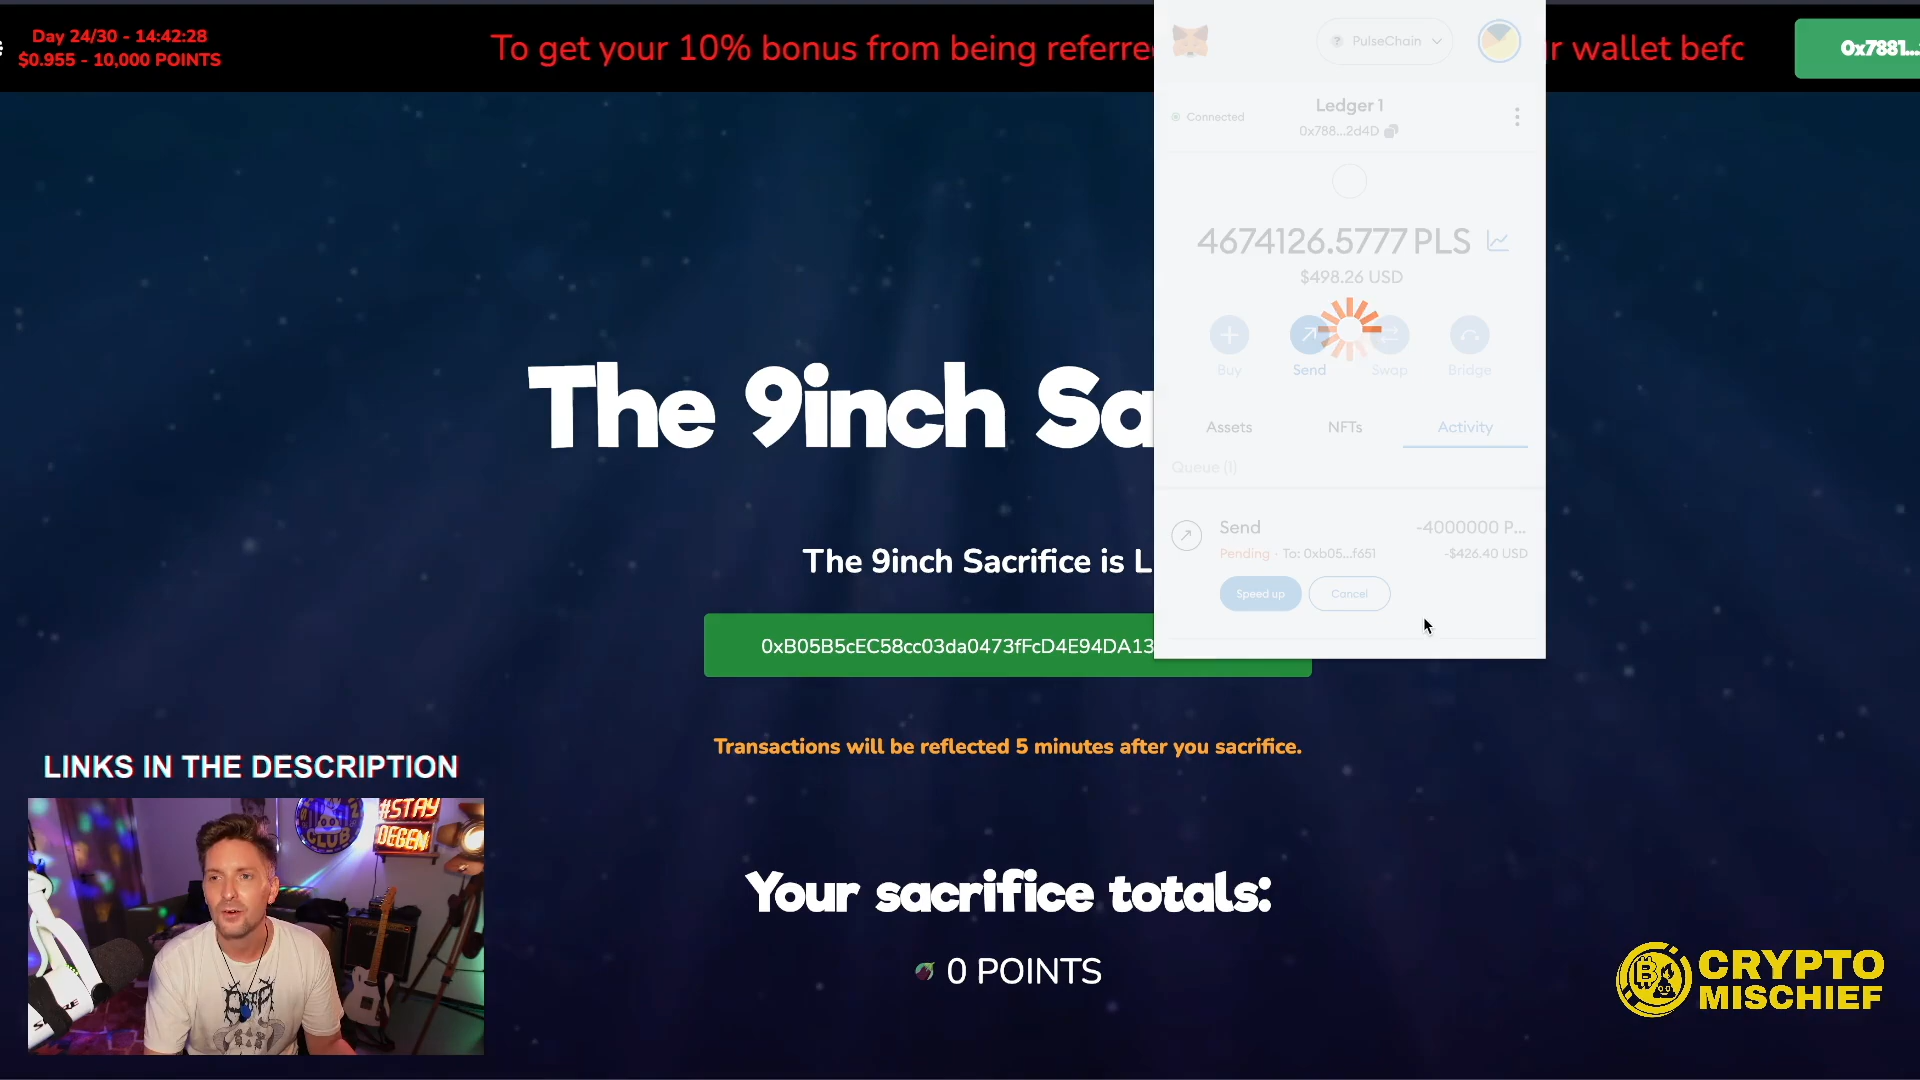 Day 24/30 - 14:42:28
$0.955 - 10,000 POINTS
To get your 10% bonus from being referre
r wallet befo
0x7881...
PulseChain
Connected
Ledger 1
0x788...2d4D
4674126.5777 PLS
$498.26 USD
Buy
Send
Swap
Bridge
Assets
NFTs
Activity
Queue (1)
Send
-4000000 P...
Pending · To: 0xb05...f651
-$426.40 USD
Speed up
Cancel
The 9inch Sa
The 9inch Sacrifice is L
0xB05B5cEC58cc03da0473fFcD4E94DA13
Transactions will be reflected 5 minutes after you sacrifice.
Your sacrifice totals:
0 POINTS
LINKS IN THE DESCRIPTION
#STAY
DEGEN
CLUB
CRYPTO
MISCHIEF